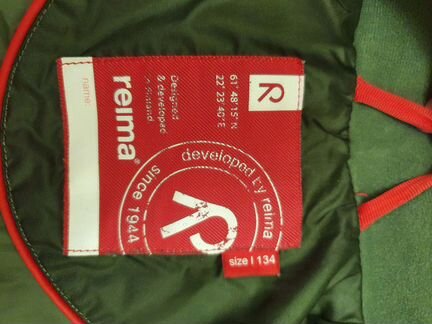 61° 48'15"N
22° 23'40"E
Designed
& developed
in Finland
reima®
name:
developed by reima
since 1944
size | 134